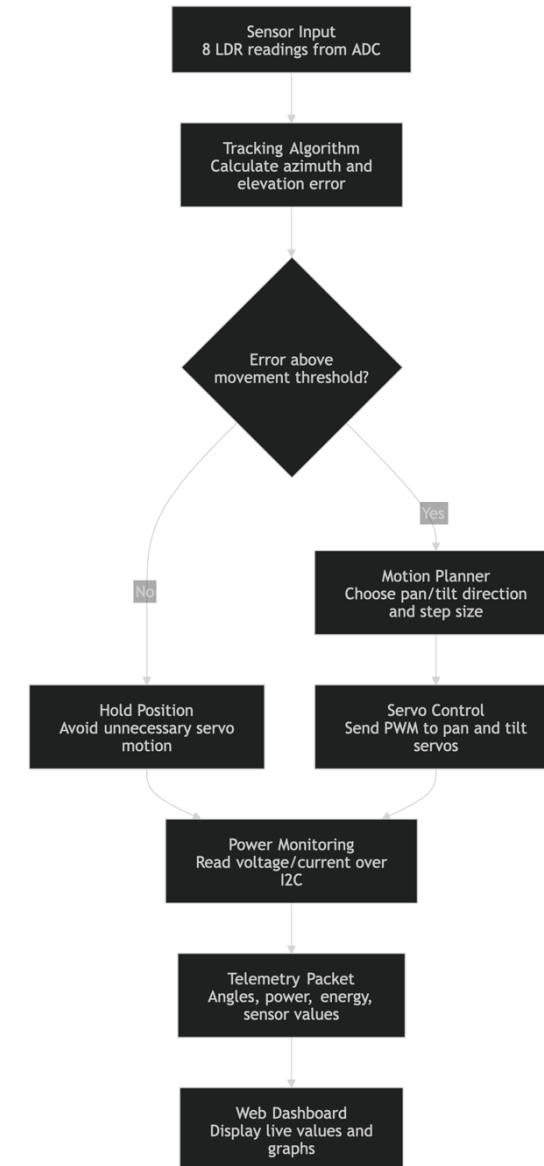 Sensor Input
8 LDR readings from ADC
Tracking Algorithm
Calculate azimuth and
elevation error
Error above
movement threshold?
Yes
No
Motion Planner
Choose pan/tilt direction
and step size
Hold Position
Avoid unnecessary servo
motion
Servo Control
Send PWM to pan and tilt
servos
Power Monitoring
Read voltage/current over
I2C
Telemetry Packet
Angles, power, energy,
sensor values
Web Dashboard
Display live values and
graphs